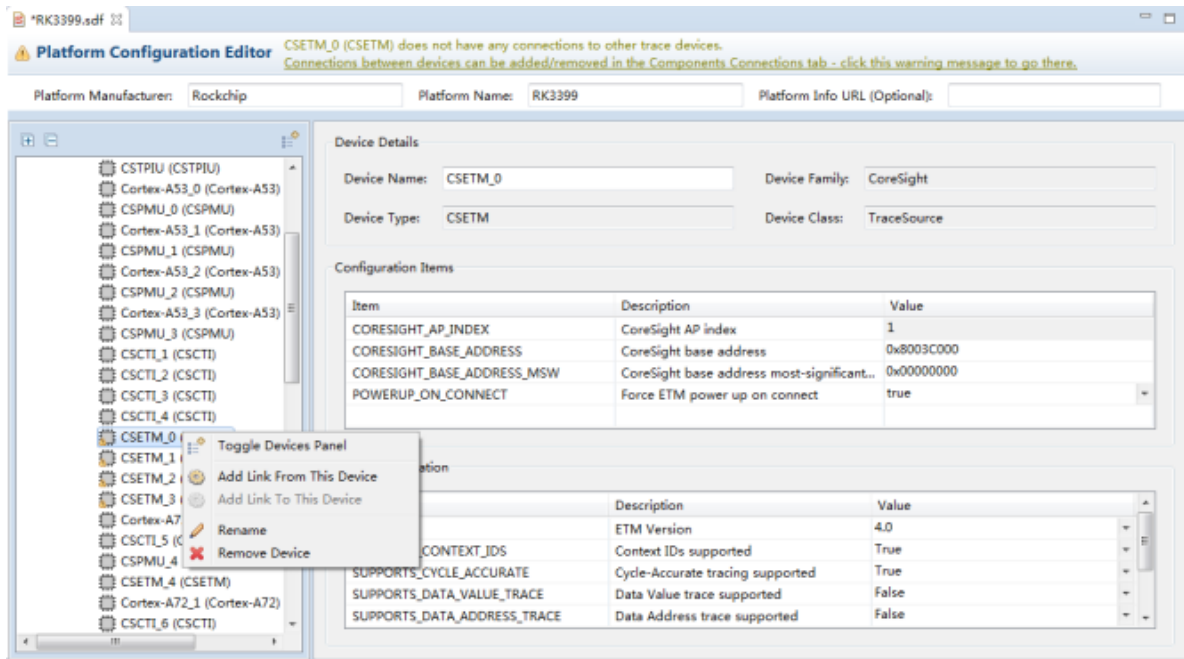 *RK3399.sdf
Platform Configuration Editor
CSETM_0 (CSETM) does not have any connections to other trace devices.
Connections between devices can be added/removed in the Components Connections tab - click this warning message to go there.
Platform Manufacturer: Rockchip Platform Name: RK3399 Platform Info URL (Optional):
CSTPIU (CSTPIU)
Cortex-A53_0 (Cortex-A53)
CSPMU_0 (CSPMU)
Cortex-A53_1 (Cortex-A53)
CSPMU_1 (CSPMU)
Cortex-A53_2 (Cortex-A53)
CSPMU_2 (CSPMU)
Cortex-A53_3 (Cortex-A53)
CSPMU_3 (CSPMU)
CSCTI_1 (CSCTI)
CSCTI_2 (CSCTI)
CSCTI_3 (CSCTI)
CSCTI_4 (CSCTI)
CSETM_0 (
CSETM_1 (
CSETM_2 (
CSETM_3 (
Cortex-A7
CSCTI_5 (C
CSPMU_4
CSETM_4 (CSETM)
Cortex-A72_1 (Cortex-A72)
CSCTI_6 (CSCTI)
Toggle Devices Panel
Add Link From This Device
Add Link To This Device
Rename
Remove Device
Device Details
Device Name: CSETM_0 Device Family: CoreSight
Device Type: CSETM Device Class: TraceSource
Configuration Items
Item Description Value
CORESIGHT_AP_INDEX CoreSight AP index 1
CORESIGHT_BASE_ADDRESS CoreSight base address 0x8003C000
CORESIGHT_BASE_ADDRESS_MSW CoreSight base address most-significant... 0x00000000
POWERUP_ON_CONNECT Force ETM power up on connect true
ation
Description Value
ETM Version 4.0
CONTEXT_IDS Context IDs supported True
SUPPORTS_CYCLE_ACCURATE Cycle-Accurate tracing supported True
SUPPORTS_DATA_VALUE_TRACE Data Value trace supported False
SUPPORTS_DATA_ADDRESS_TRACE Data Address trace supported False